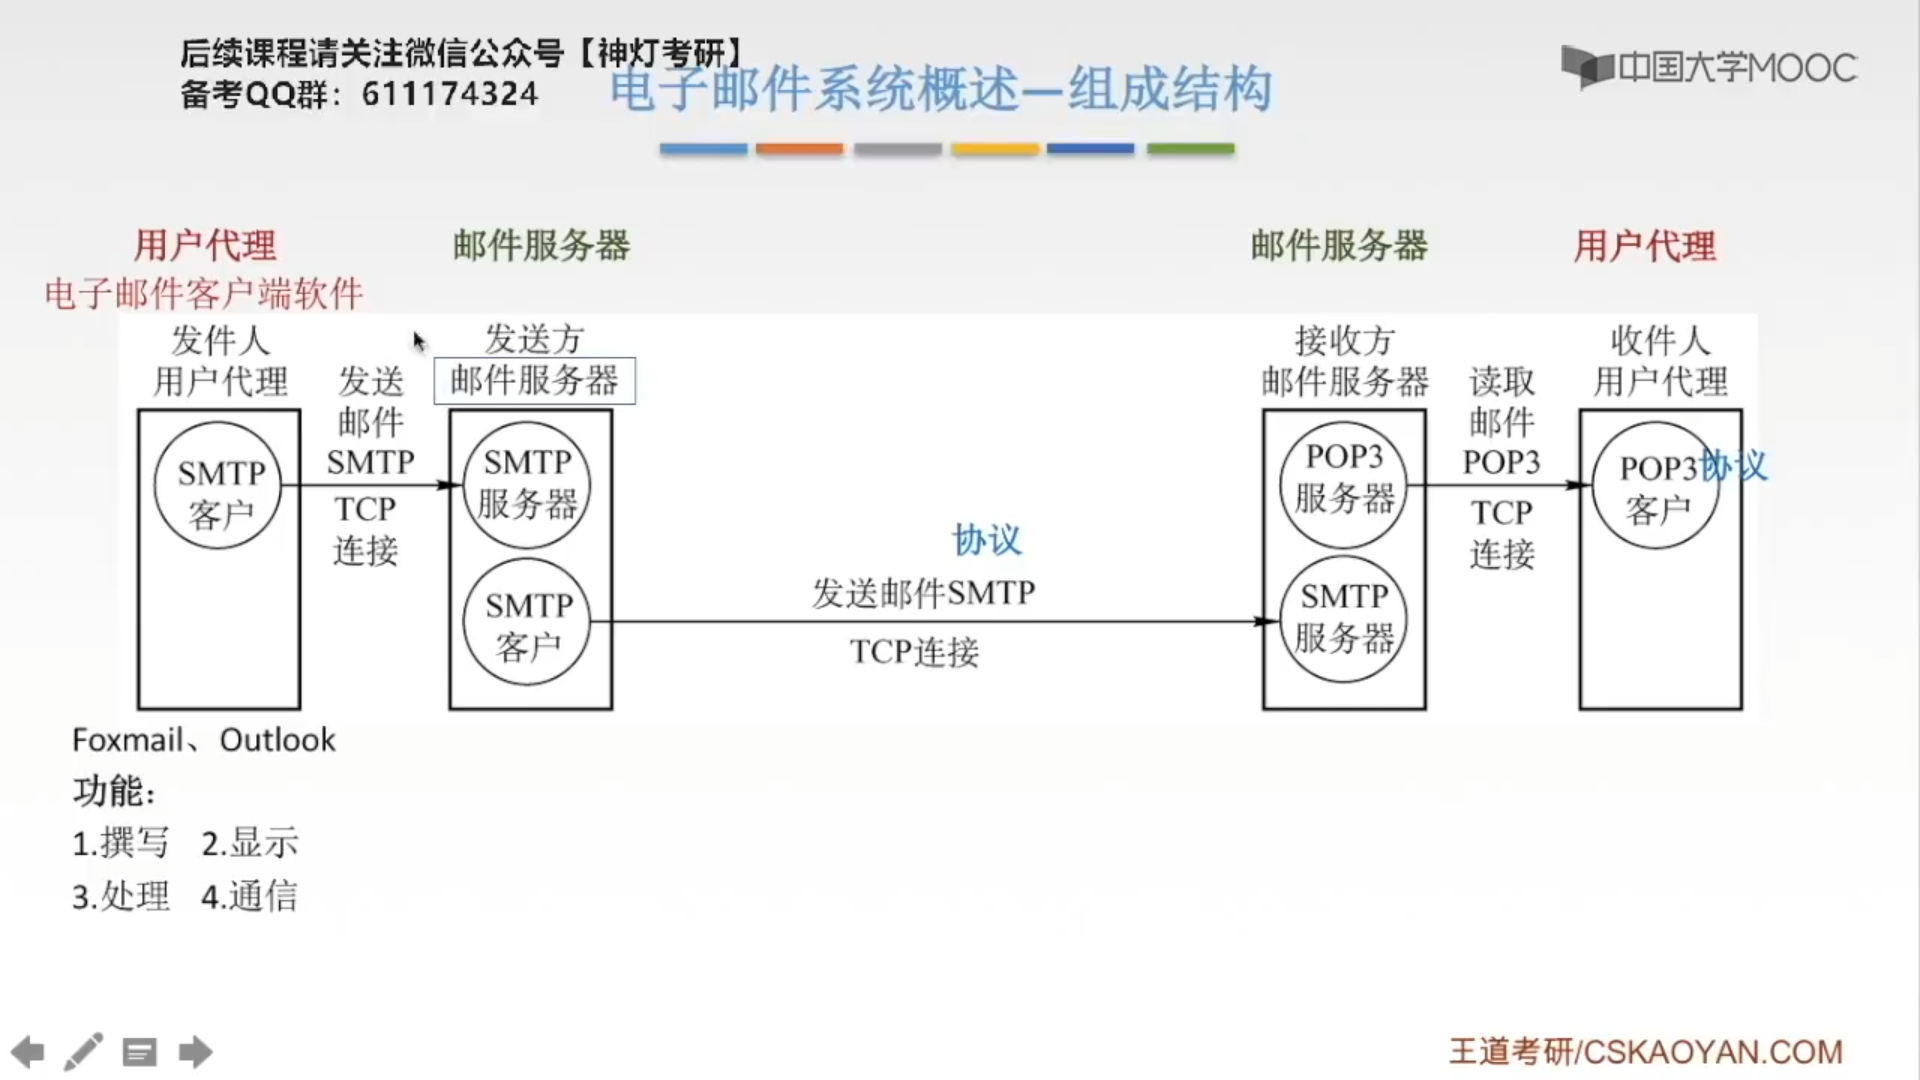 后续课程请关注微信公众号【神灯考研】
备考QQ群：611174324
电子邮件系统概述—组成结构
中国大学MOOC
用户代理
邮件服务器
邮件服务器
用户代理
电子邮件客户端软件
发件人
用户代理
发送
邮件
SMTP
TCP
连接
发送方
邮件服务器
接收方
邮件服务器
读取
邮件
POP3
TCP
连接
收件人
用户代理
SMTP
客户
SMTP
服务器
SMTP
客户
协议
发送邮件SMTP
TCP连接
POP3
服务器
SMTP
服务器
POP3
客户
协议
Foxmail、Outlook
功能：
1.撰写 2.显示
3.处理 4.通信
王道考研/CSKAOYAN.COM